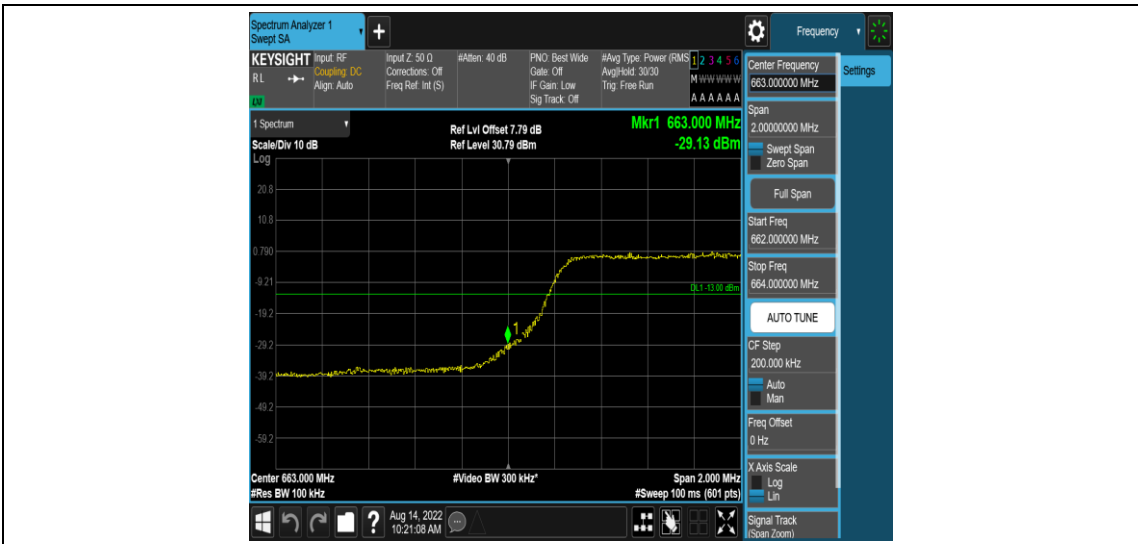 Spectrum Analyzer 1
Swept SA
+
Frequency
KEYSIGHT
RL
LXI
Input: RF
Coupling: DC
Align: Auto
Input Z: 50 Ω
Corrections: Off
Freq Ref: Int (S)
#Atten: 40 dB
PNO: Best Wide
Gate: Off
IF Gain: Low
Sig Track: Off
#Avg Type: Power (RMS
Avg|Hold: 30/30
Trig: Free Run
1 2 3 4 5 6
M W W W W W
A A A A A A
1 Spectrum
Scale/Div 10 dB
Ref Lvl Offset 7.79 dB
Ref Level 30.79 dBm
Mkr1 663.000 MHz
-29.13 dBm
Log
20.8
10.8
0.790
-9.21
-19.2
-29.2
-39.2
-49.2
-59.2
DL1 -13.00 dBm
1
Center 663.000 MHz
#Res BW 100 kHz
#Video BW 300 kHz*
Span 2.000 MHz
#Sweep 100 ms (601 pts)
?
Aug 14, 2022
10:21:08 AM
Center Frequency
663.000000 MHz
Settings
Span
2.00000000 MHz
Swept Span
Zero Span
Full Span
Start Freq
662.000000 MHz
Stop Freq
664.000000 MHz
AUTO TUNE
CF Step
200.000 kHz
Auto
Man
Freq Offset
0 Hz
X Axis Scale
Log
Lin
Signal Track
(Span Zoom)